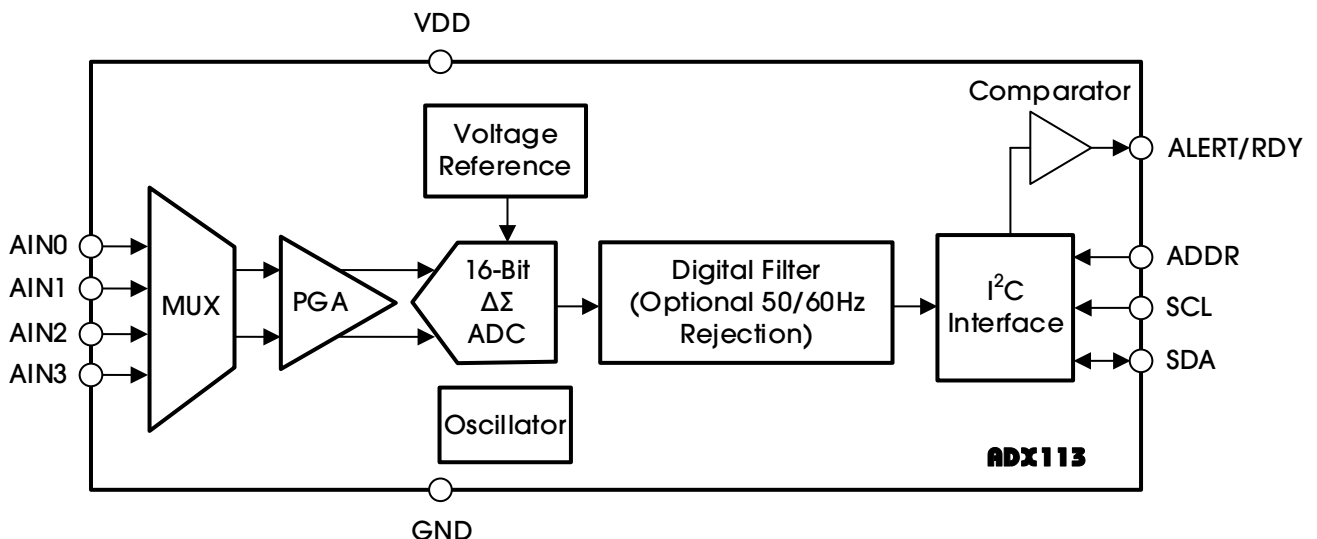 VDD
Comparator
Voltage
Reference
ALERT/RDY
AIN0
AIN1
AIN2
AIN3
MUX
PGA
16-Bit
ΔΣ
ADC
Digital Filter
(Optional 50/60Hz
Rejection)
I²C
Interface
ADDR
SCL
SDA
Oscillator
ADX113
GND